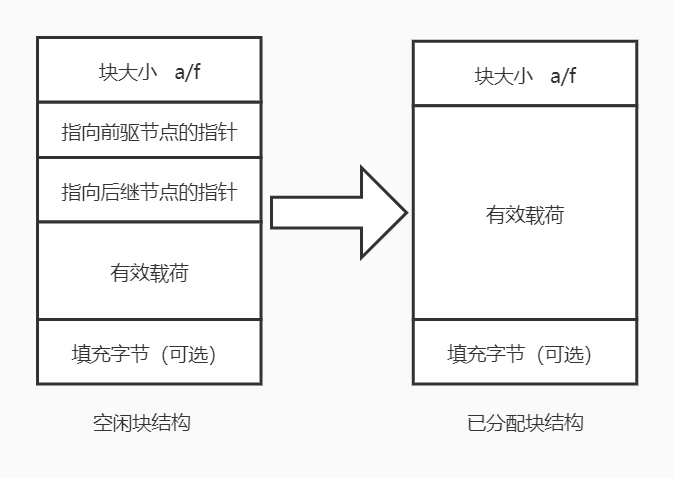 块大小 a/f
指向前驱节点的指针
指向后继节点的指针
有效载荷
填充字节（可选）
空闲块结构
块大小 a/f
有效载荷
填充字节（可选）
已分配块结构